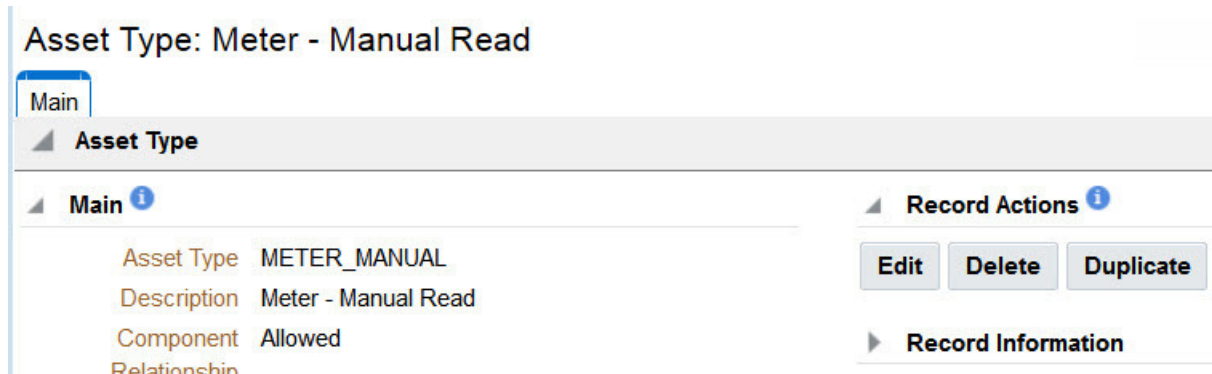 Asset Type: Meter - Manual Read
Main
Asset Type
Main
Asset Type METER_MANUAL
Description Meter - Manual Read
Component Allowed
Relationship
Record Actions
Edit Delete Duplicate
Record Information